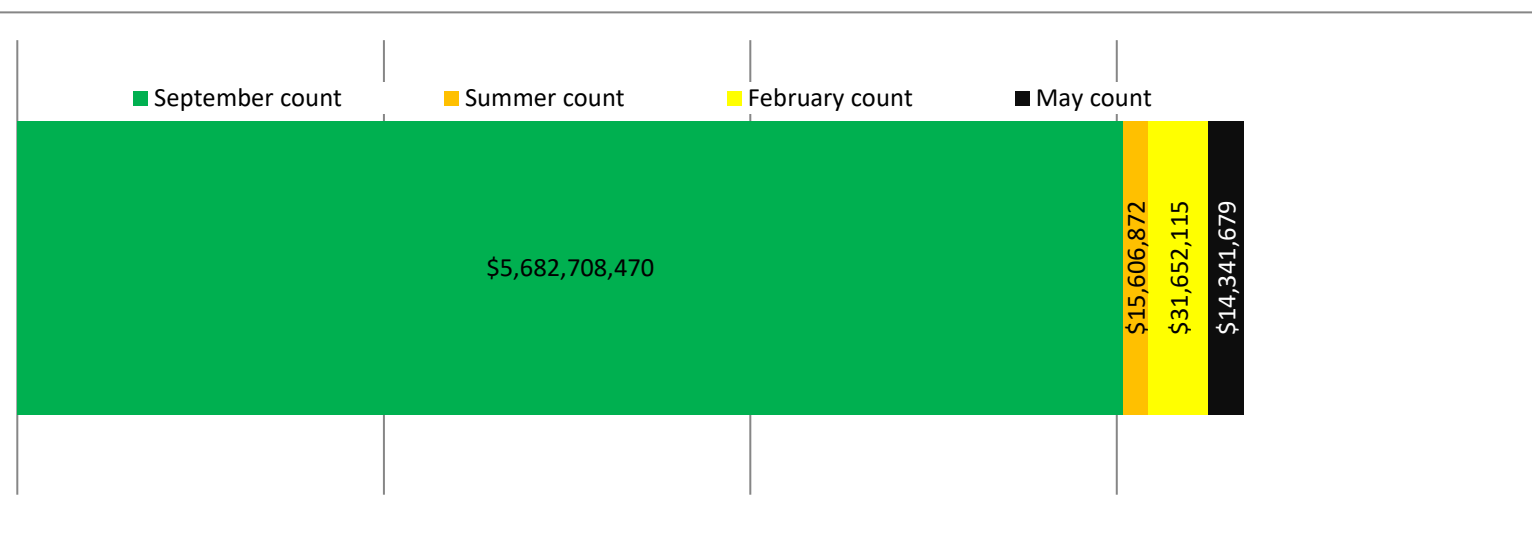 September count
Summer count
February count
May count
$5,682,708,470
$15,606,872
$31,652,115
$14,341,679